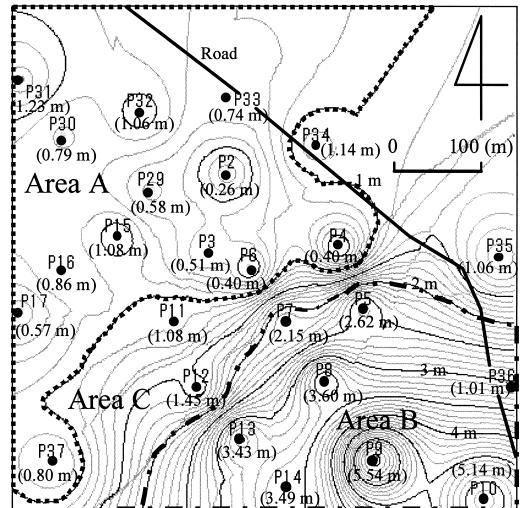 Road
P31
(1.23 m)
P32
(1.06 m)
P33
(0.74 m)
P30
(0.79 m)
P34
(1.14 m)
0 100 (m)
Area A
P2
(0.26 m)
1 m
P29
(0.58 m)
P15
(1.08 m)
P3
(0.51 m)
P6
(0.40 m)
P4
(0.40 m)
P35
(1.06 m)
P16
(0.86 m)
2 m
P17
(0.57 m)
P11
(1.08 m)
P7
(2.15 m)
P5
(2.62 m)
3 m
P36
(1.01 m)
P12
(1.45 m)
P8
(3.60 m)
Area C
Area B
P13
(3.43 m)
4 m
P37
(0.80 m)
P9
(5.54 m)
(5.14 m)
P10
P14
(3.49 m)